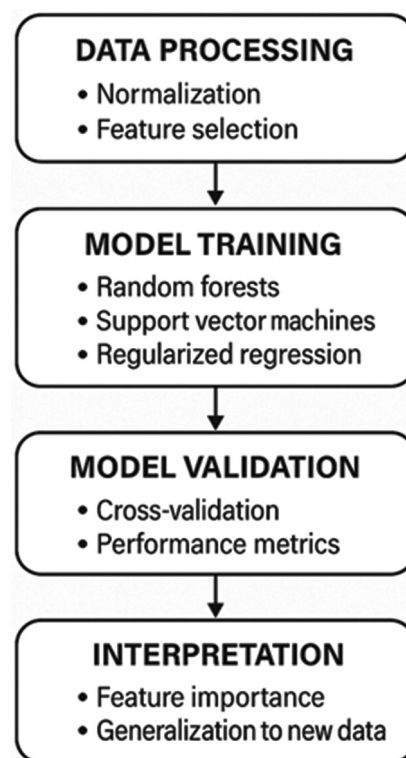 DATA PROCESSING
• Normalization
• Feature selection
MODEL TRAINING
• Random forests
• Support vector machines
• Regularized regression
MODEL VALIDATION
• Cross-validation
• Performance metrics
INTERPRETATION
• Feature importance
• Generalization to new data